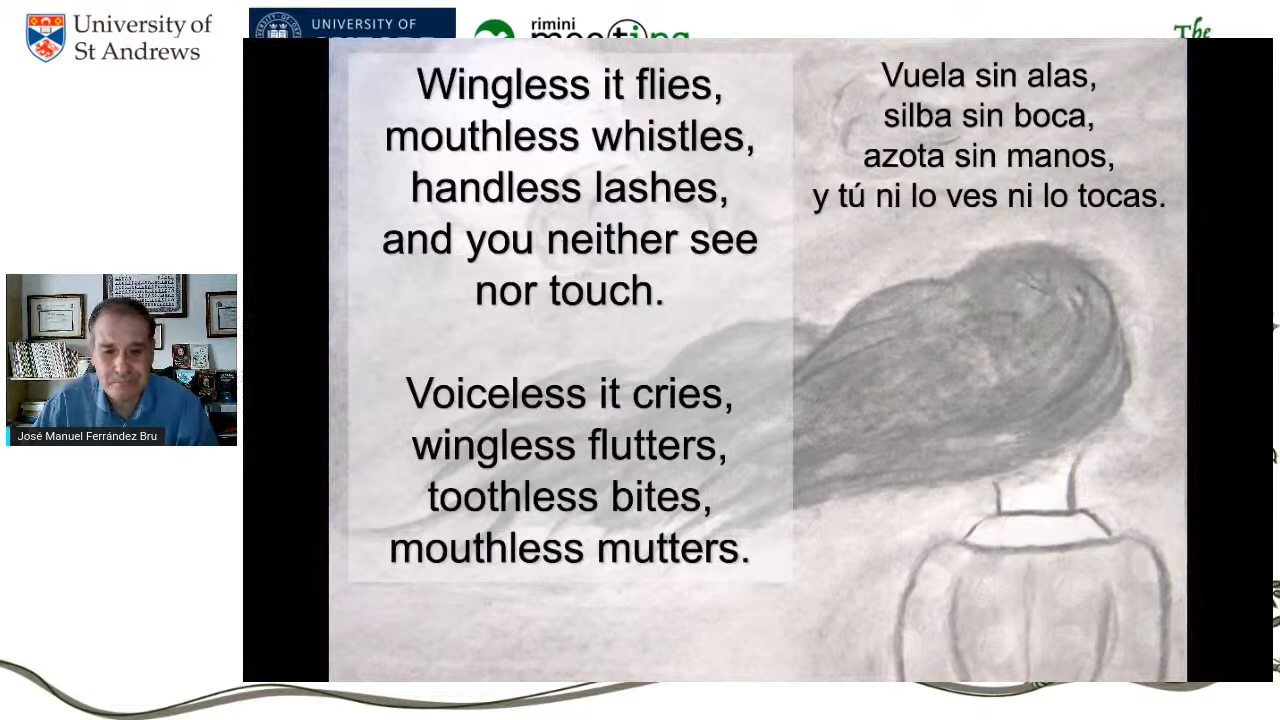 University of
St Andrews
UNIVERSITY OF
rimini
meeting
The
Wingless it flies,
mouthless whistles,
handless lashes,
and you neither see
nor touch.
Voiceless it cries,
wingless flutters,
toothless bites,
mouthless mutters.
Vuela sin alas,
silba sin boca,
azota sin manos,
y tú ni lo ves ni lo tocas.
José Manuel Ferrández Bru